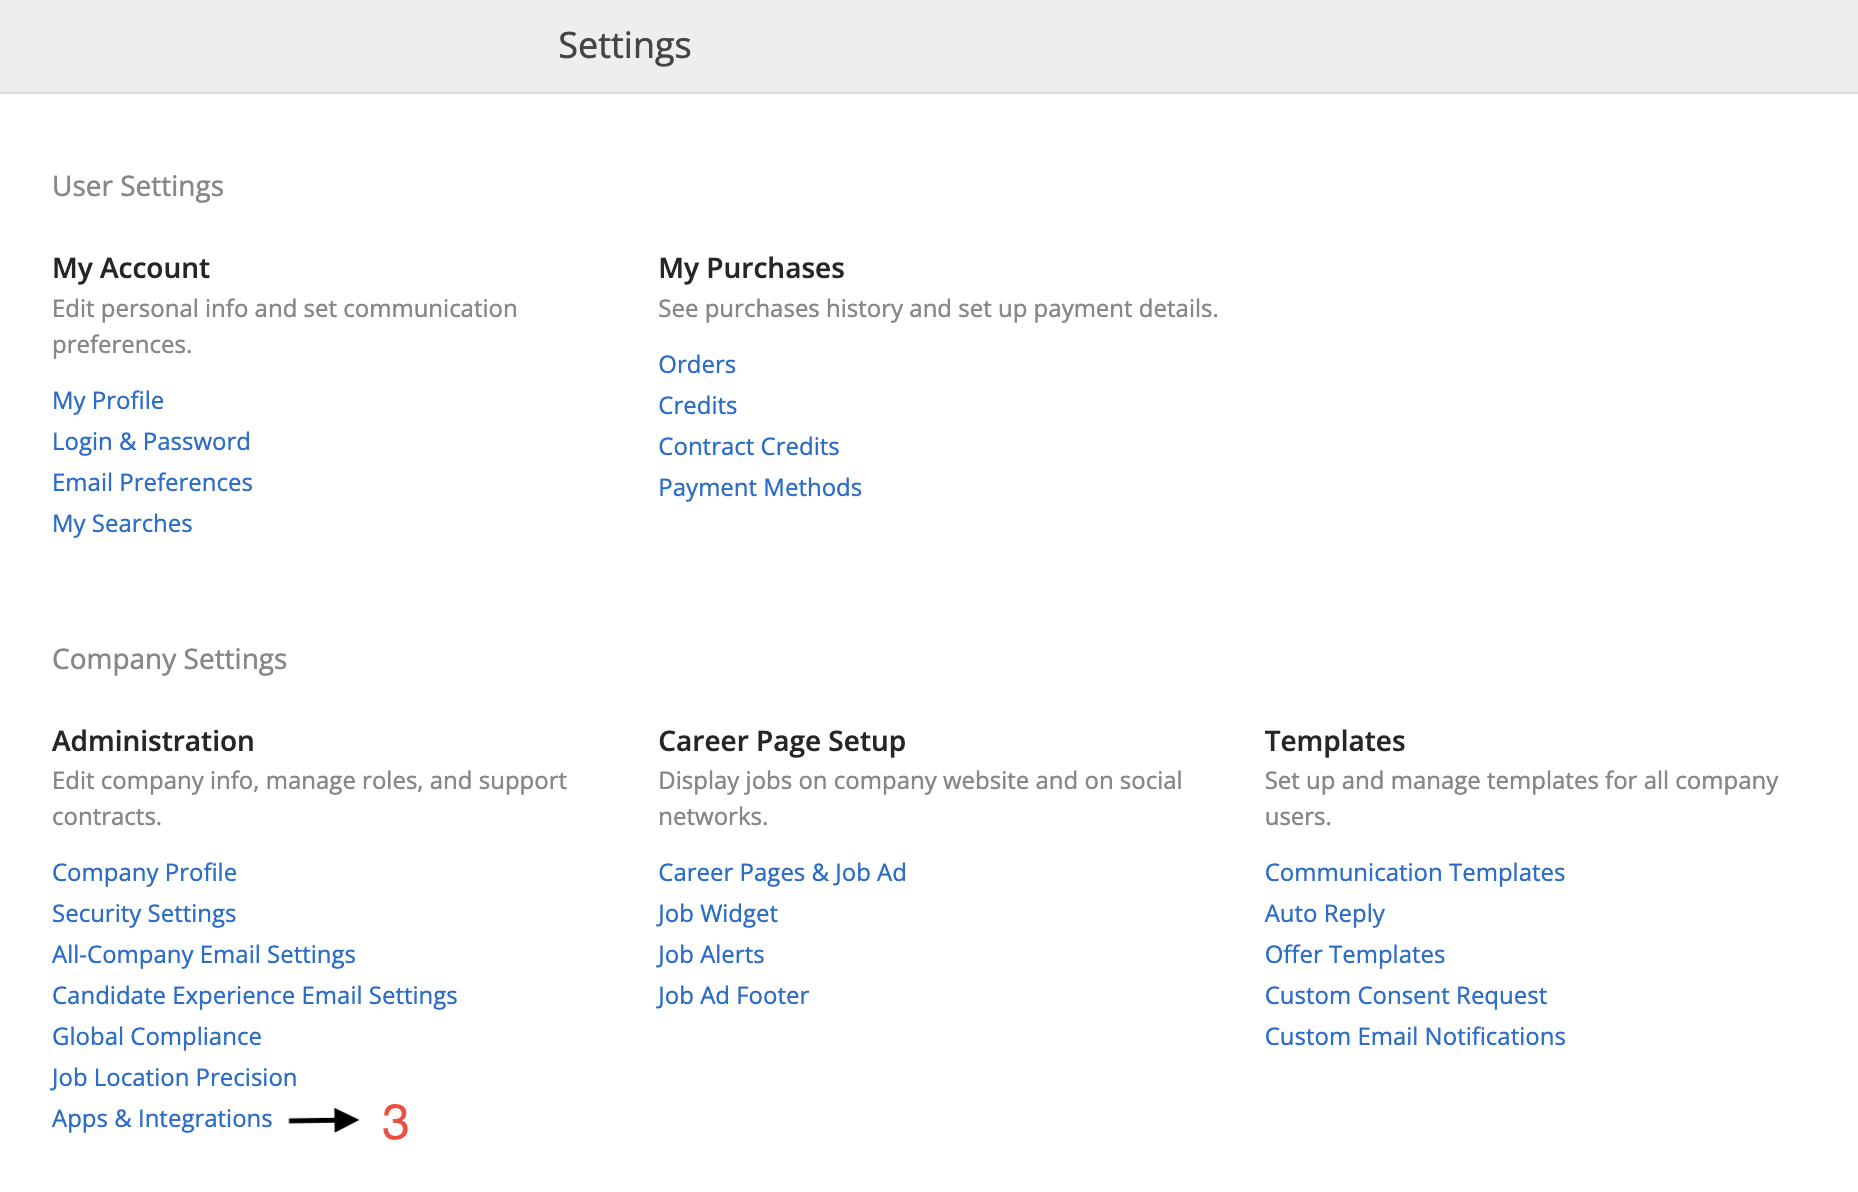 Settings
User Settings
My Account
Edit personal info and set communication
preferences.
My Profile
Login & Password
Email Preferences
My Searches
My Purchases
See purchases history and set up payment details.
Orders
Credits
Contract Credits
Payment Methods
Company Settings
Administration
Edit company info, manage roles, and support
contracts.
Company Profile
Security Settings
All-Company Email Settings
Candidate Experience Email Settings
Global Compliance
Job Location Precision
Apps & Integrations 3
Career Page Setup
Display jobs on company website and on social
networks.
Career Pages & Job Ad
Job Widget
Job Alerts
Job Ad Footer
Templates
Set up and manage templates for all company
users.
Communication Templates
Auto Reply
Offer Templates
Custom Consent Request
Custom Email Notifications